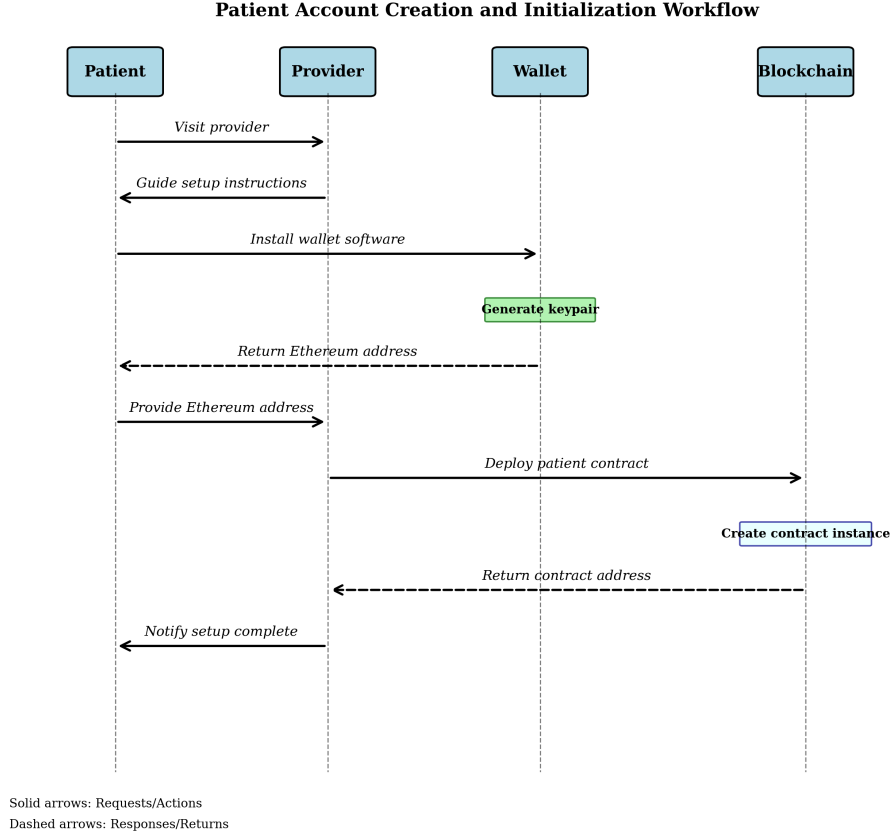 Patient Account Creation and Initialization Workflow
Patient
Provider
Wallet
Blockchain
Visit provider
Guide setup instructions
Install wallet software
Generate keypair
Return Ethereum address
Provide Ethereum address
Deploy patient contract
Create contract instance
Return contract address
Notify setup complete
Solid arrows: Requests/Actions
Dashed arrows: Responses/Returns